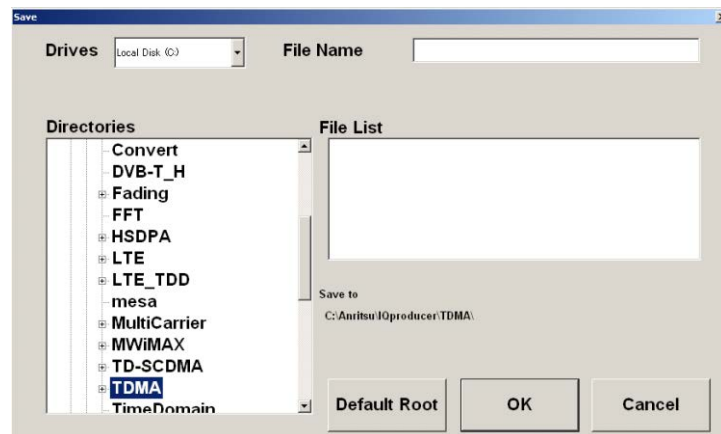 Save
Drives
Local Disk (C:)
File Name
Directories
File List
Convert
DVB-T_H
Fading
FFT
HSDPA
LTE
LTE_TDD
mesa
MultiCarrier
MWiMAX
TD-SCDMA
TDMA
TimeDomain
Save to
C:\Anritsu\IQproducer\TDMA\
Default Root
OK
Cancel